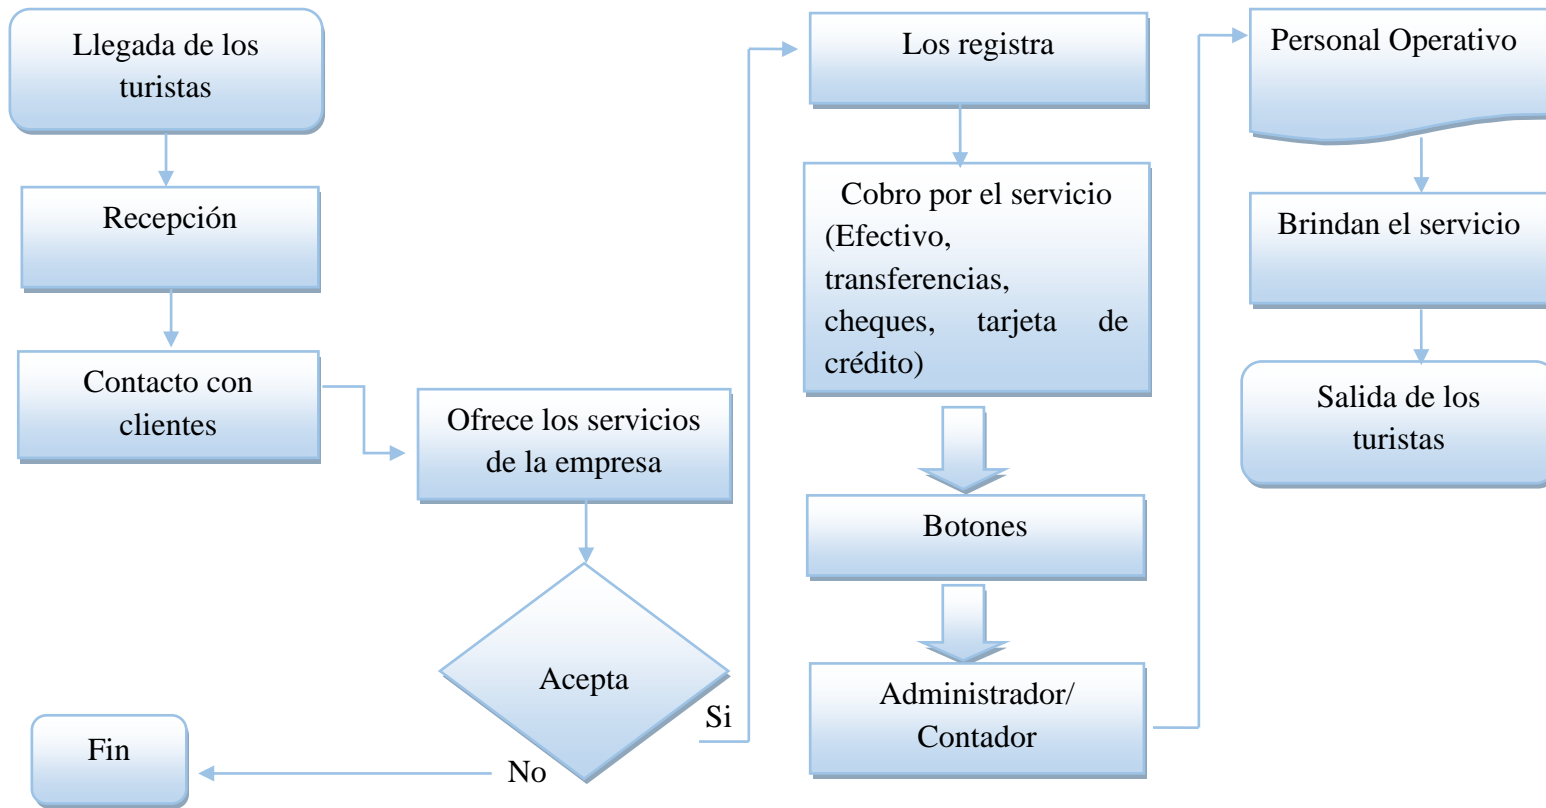 Llegada de los
turistas
Recepción
Contacto con
clientes
Ofrece los servicios
de la empresa
Acepta
Si
No
Fin
Los registra
Cobro por el servicio
(Efectivo,
transferencias,
cheques, tarjeta de
crédito)
Botones
Administrador/
Contador
Personal Operativo
Brindan el servicio
Salida de los
turistas